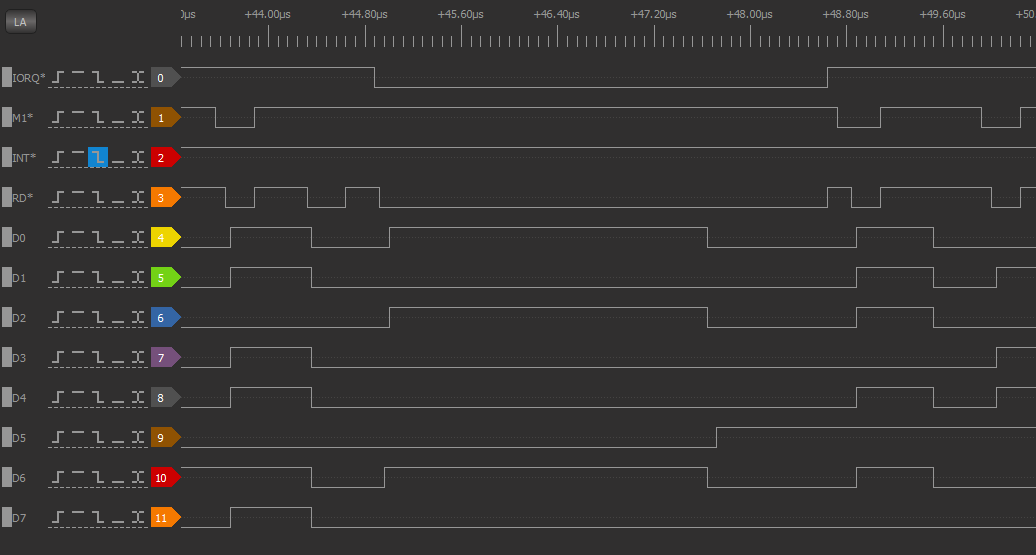 LA
0µs +44.00µs +44.80µs +45.60µs +46.40µs +47.20µs +48.00µs +48.80µs +49.60µs +50
IORQ* 0
M1* 1
INT* 2
RD* 3
D0 4
D1 5
D2 6
D3 7
D4 8
D5 9
D6 10
D7 11